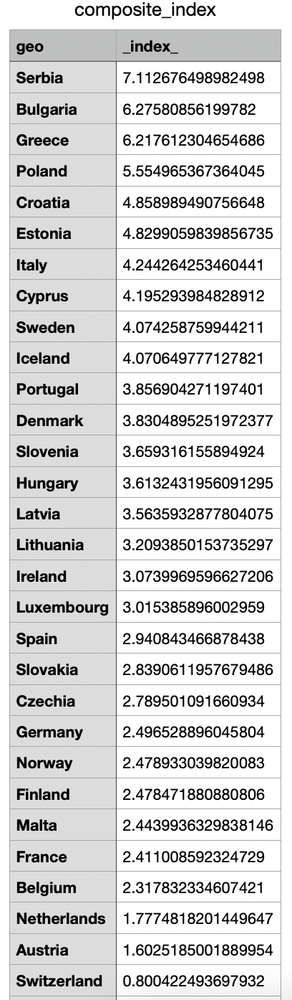 composite_index
geo _index_
Serbia 7.112676498982498
Bulgaria 6.27580856199782
Greece 6.217612304654686
Poland 5.554965367364045
Croatia 4.858989490756648
Estonia 4.8299059839856735
Italy 4.244264253460441
Cyprus 4.195293984828912
Sweden 4.074258759944211
Iceland 4.070649777127821
Portugal 3.856904271197401
Denmark 3.8304895251972377
Slovenia 3.659316155894924
Hungary 3.6132431956091295
Latvia 3.5635932877804075
Lithuania 3.2093850153735297
Ireland 3.0739969596627206
Luxembourg 3.015385896002959
Spain 2.940843466878438
Slovakia 2.8390611957679486
Czechia 2.789501091660934
Germany 2.496528896045804
Norway 2.478933039820083
Finland 2.478471880880806
Malta 2.4439936329838146
France 2.411008592324729
Belgium 2.317832334607421
Netherlands 1.7774818201449647
Austria 1.6025185001889954
Switzerland 0.800422493697932